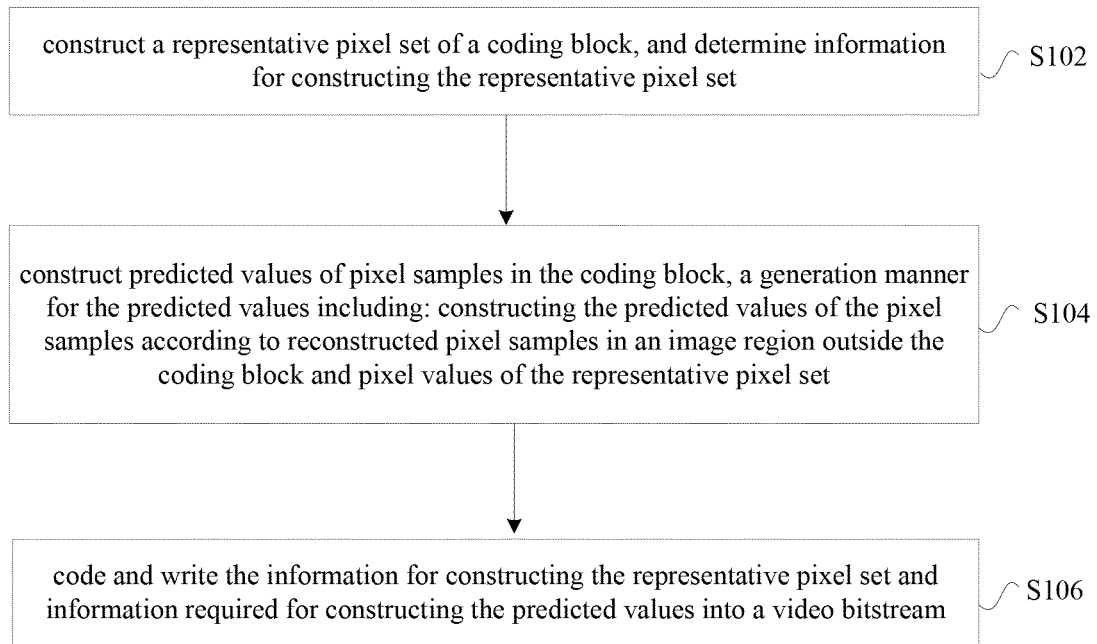 construct a representative pixel set of a coding block, and determine information
for constructing the representative pixel set
S102
construct predicted values of pixel samples in the coding block, a generation manner
for the predicted values including: constructing the predicted values of the pixel
samples according to reconstructed pixel samples in an image region outside the
coding block and pixel values of the representative pixel set
S104
code and write the information for constructing the representative pixel set and
information required for constructing the predicted values into a video bitstream
S106